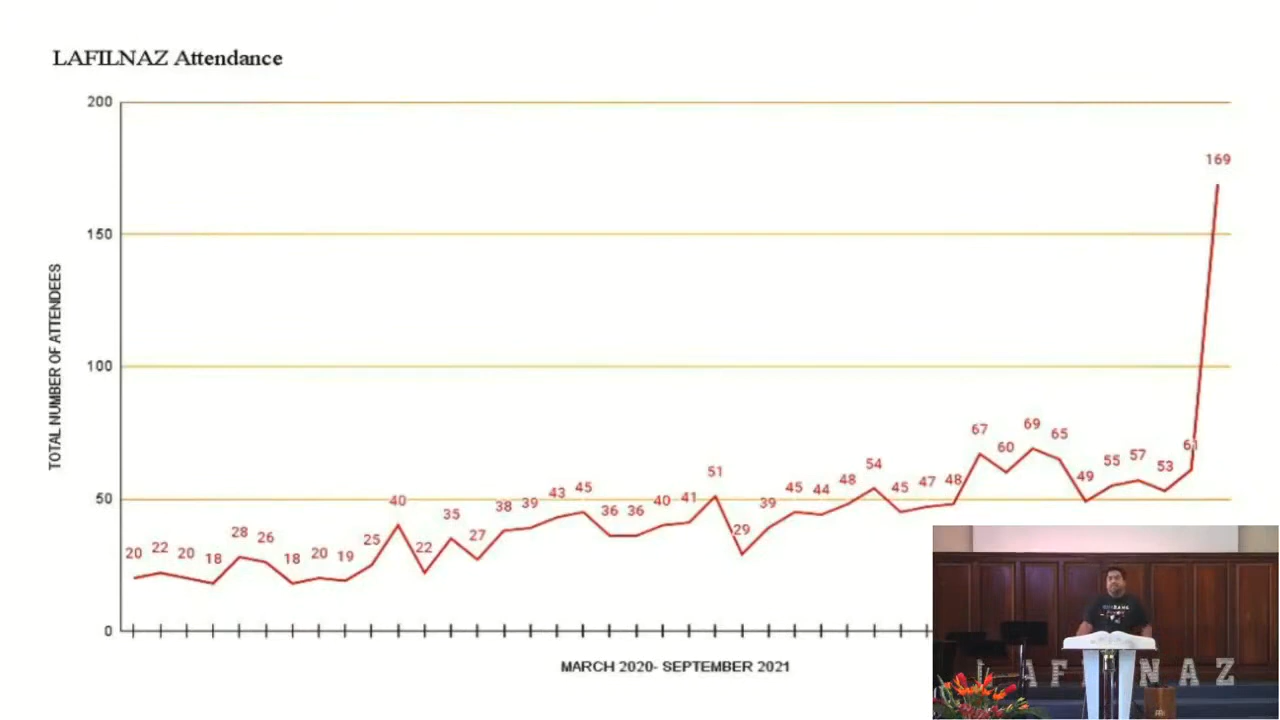 LAFILNAZ Attendance
200
169
150
TOTAL NUMBER OF ATTENDEES
100
67 60 69 65 49 55 57 53 61
50
20 22 20 18 28 26 18 20 19 25 40 22 35 27 38 39 43 45 36 36 40 41 51 29 39 45 44 48 54 45 47 48
0
MARCH 2020- SEPTEMBER 2021
LAFILNAZ